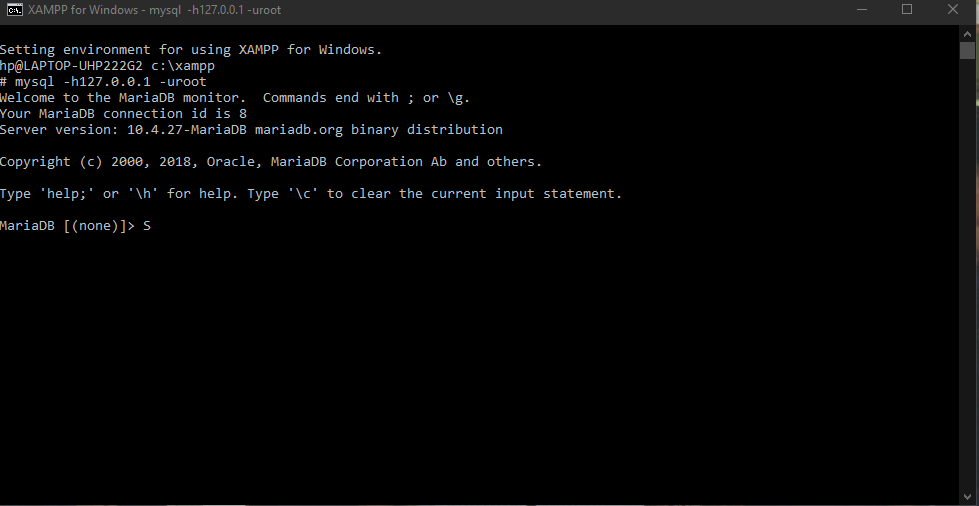 XAMPP for Windows - mysql  -h127.0.0.1 -uroot
Setting environment for using XAMPP for Windows.
hp@LAPTOP-UHP222G2 c:\xampp
# mysql -h127.0.0.1 -uroot
Welcome to the MariaDB monitor.  Commands end with ; or \g.
Your MariaDB connection id is 8
Server version: 10.4.27-MariaDB mariadb.org binary distribution
Copyright (c) 2000, 2018, Oracle, MariaDB Corporation Ab and others.
Type 'help;' or '\h' for help. Type '\c' to clear the current input statement.
MariaDB [(none)]> S